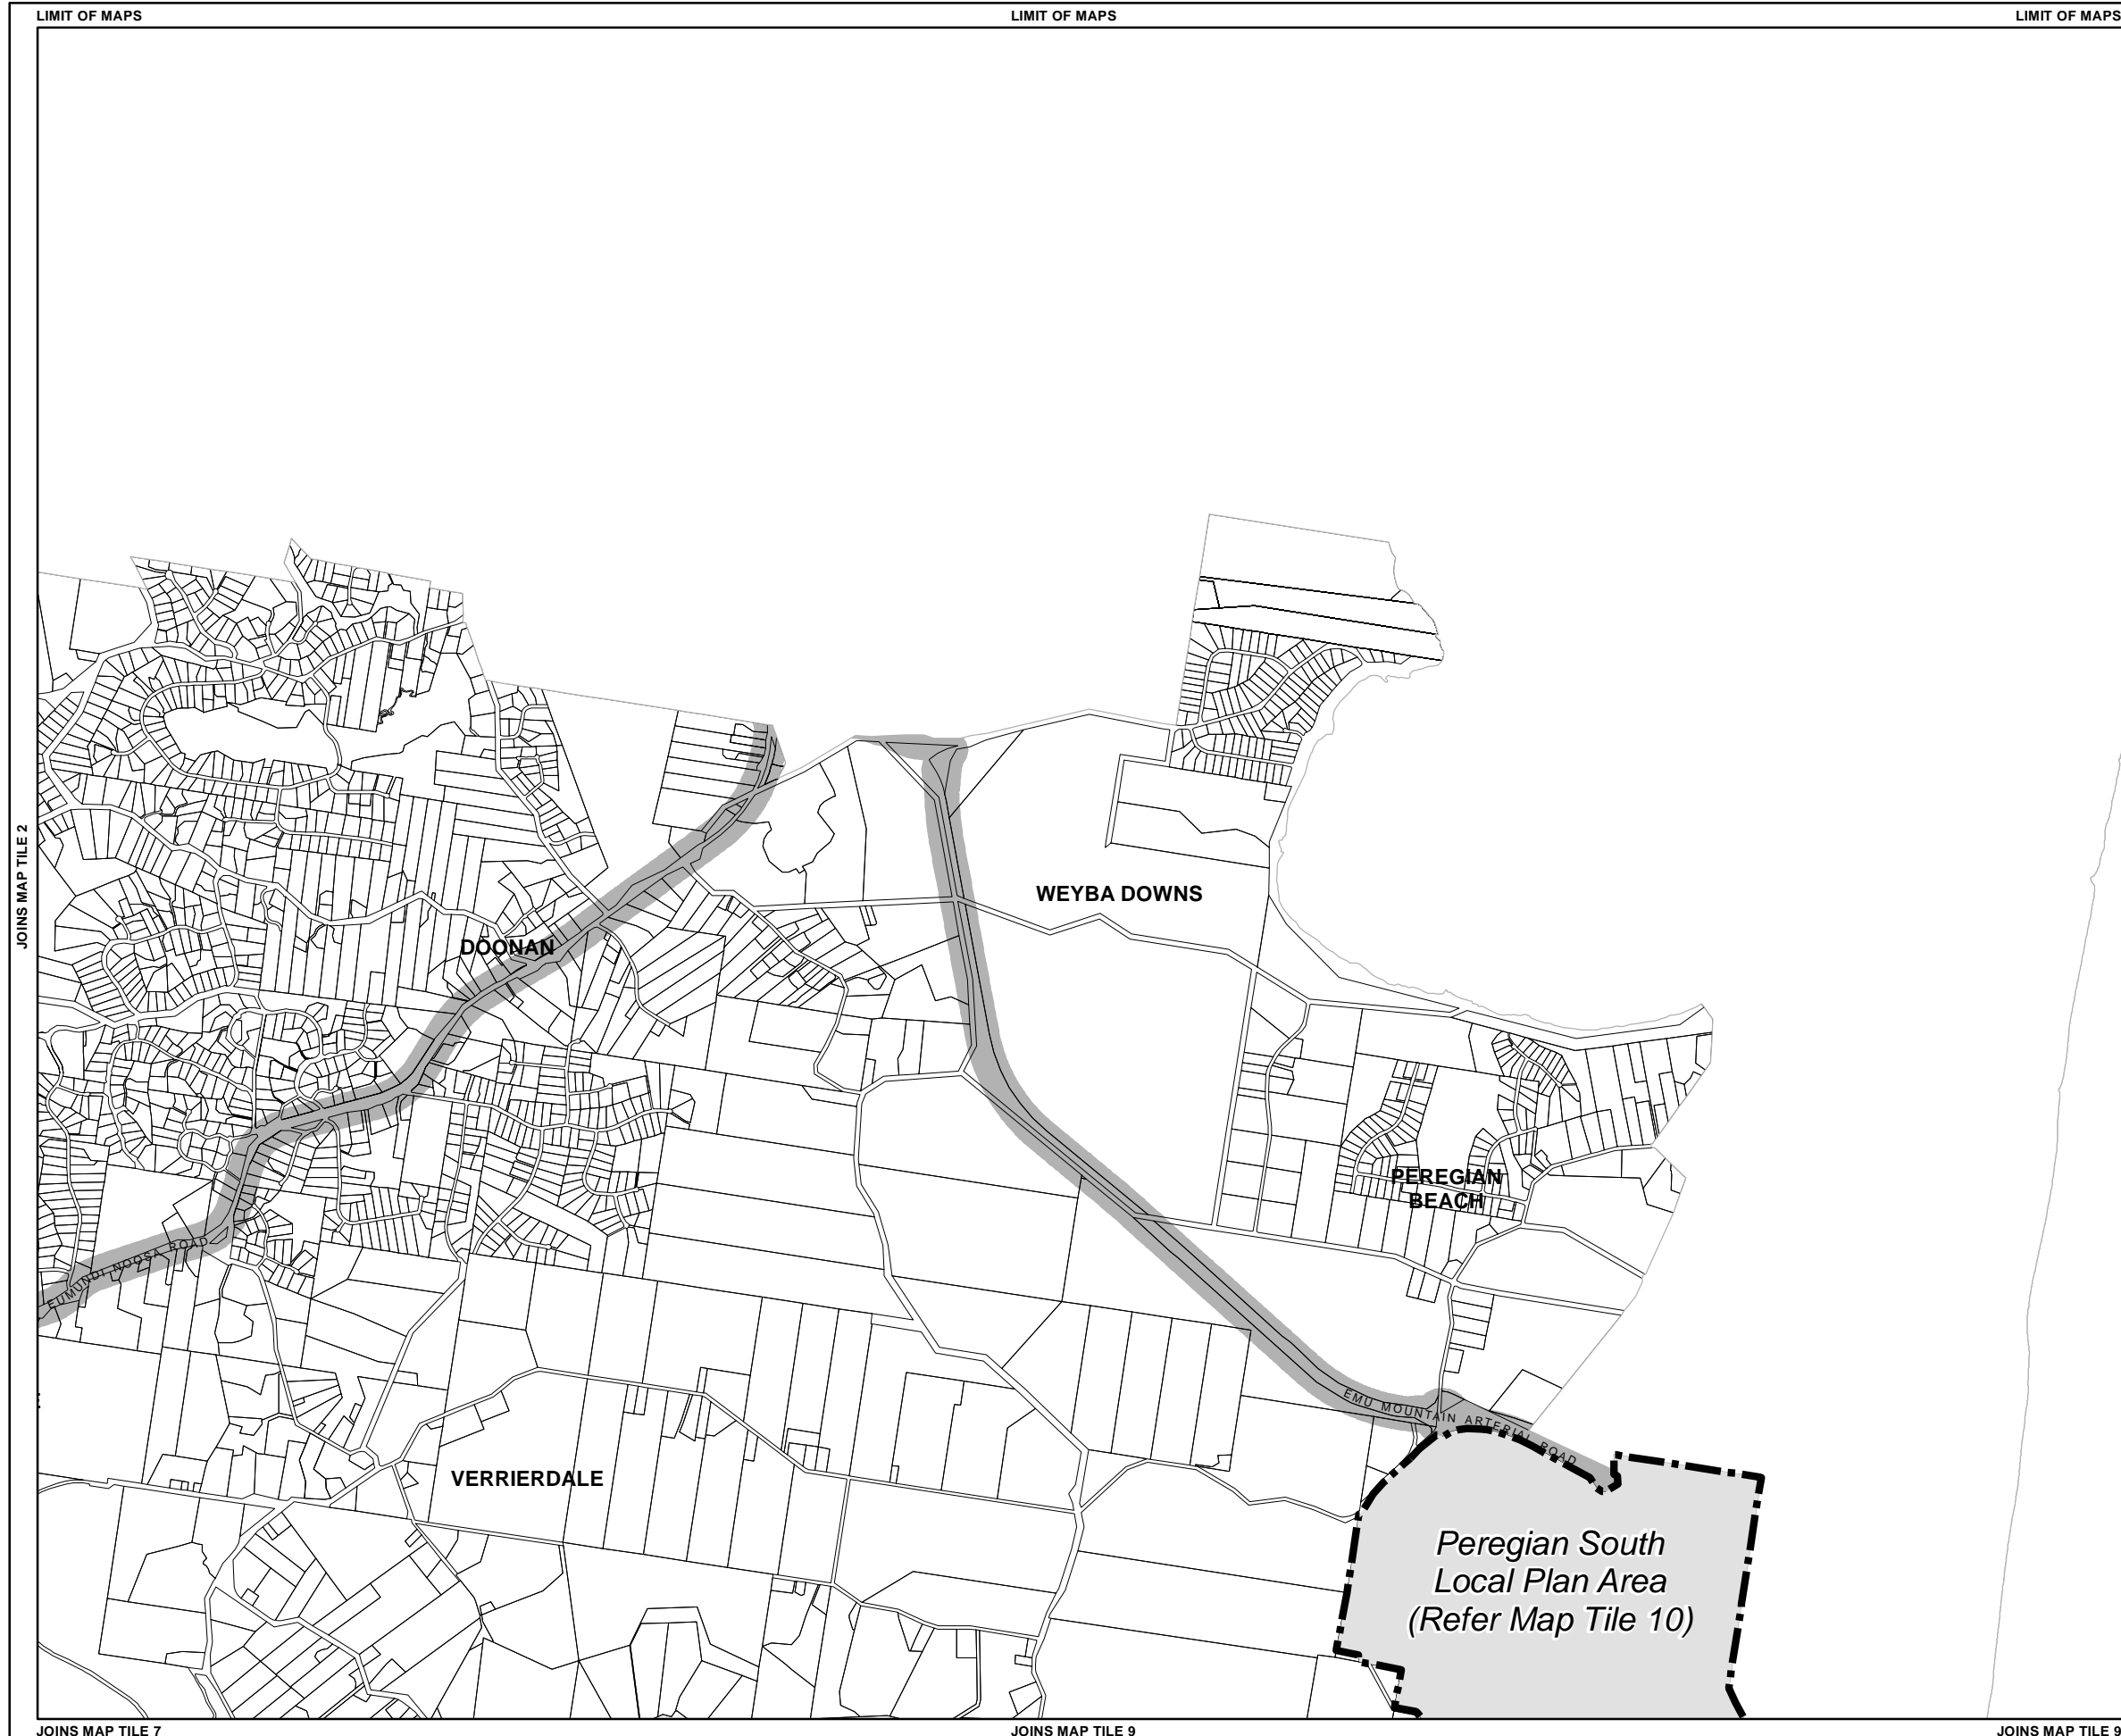 LIMIT OF MAPS
LIMIT OF MAPS
LIMIT OF MAPS
JOINS MAP TILE 2
WEYBA DOWNS
DOONAN
PEREGIAN
BEACH
EUMUNDI NOOSA ROAD
EMU MOUNTAIN ARTERIAL ROAD
VERRIERDALE
Peregian South
Local Plan Area
(Refer Map Tile 10)
JOINS MAP TILE 7
JOINS MAP TILE 9
JOINS MAP TILE 9